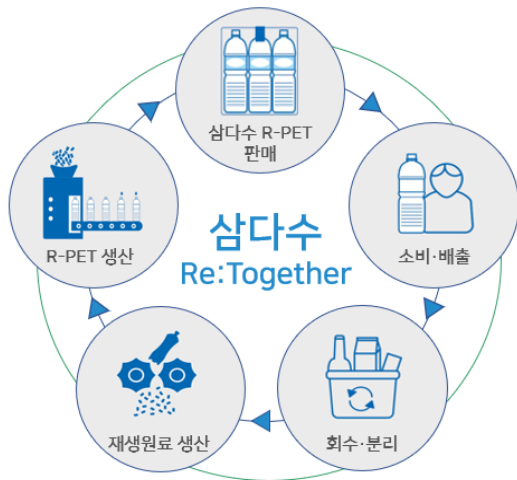 삼다수 R-PET
판매
소비·배출
회수·분리
재생원료 생산
R-PET 생산
삼다수
Re:Together